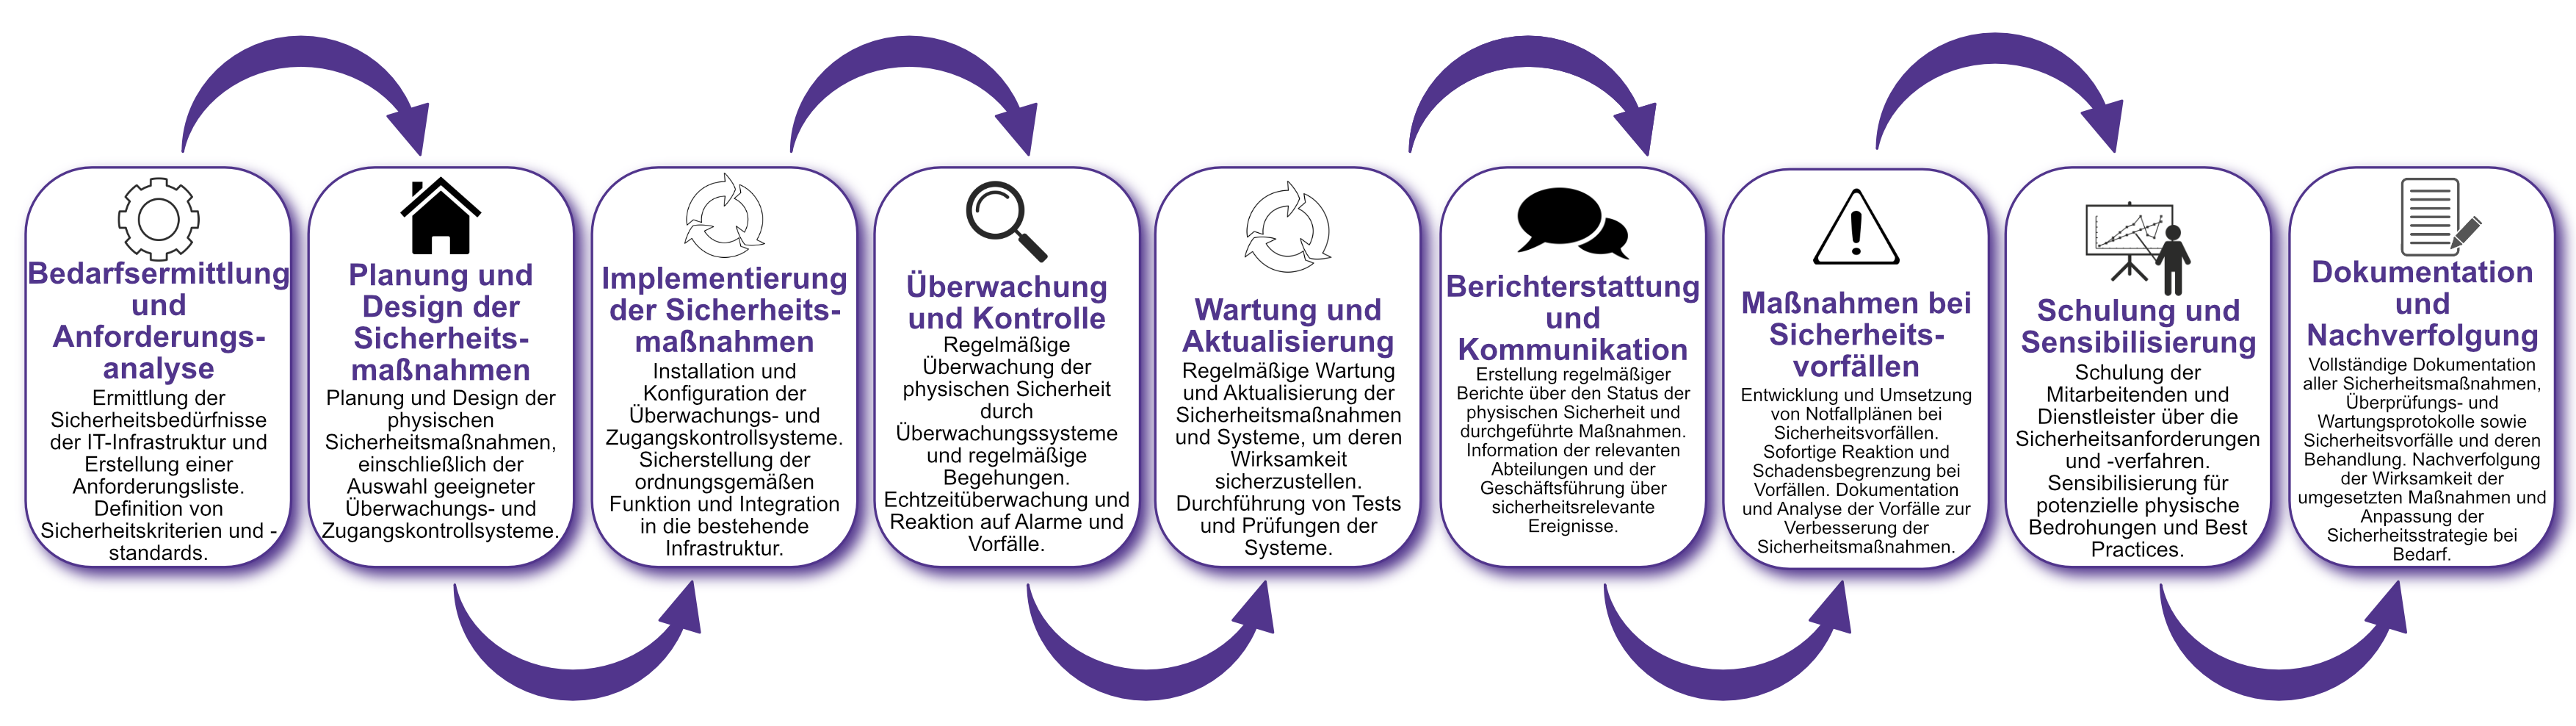 Bedarfsermittlung
und
Anforderungs-
analyse
Ermittlung der
Sicherheitsbedürfnisse
der IT-Infrastruktur und
Erstellung einer
Anforderungsliste.
Definition von
Sicherheitskriterien und -
standards.
Planung und
Design der
Sicherheits-
maßnahmen
Planung und Design der
physischen
Sicherheitsmaßnahmen,
einschließlich der
Auswahl geeigneter
Überwachungs- und
Zugangskontrollsysteme.
Implementierung
der Sicherheits-
maßnahmen
Installation und
Konfiguration der
Überwachungs- und
Zugangskontrollsysteme.
Sicherstellung der
ordnungsgemäßen
Funktion und Integration
in die bestehende
Infrastruktur.
Überwachung
und Kontrolle
Regelmäßige
Überwachung der
physischen Sicherheit
durch
Überwachungssysteme
und regelmäßige
Begehungen.
Echtzeitüberwachung und
Reaktion auf Alarme und
Vorfälle.
Wartung und
Aktualisierung
Regelmäßige Wartung
und Aktualisierung der
Sicherheitsmaßnahmen
und Systeme, um deren
Wirksamkeit
sicherzustellen.
Durchführung von Tests
und Prüfungen der
Systeme.
Berichterstattung
und
Kommunikation
Erstellung regelmäßiger
Berichte über den Status der
physischen Sicherheit und
durchgeführte Maßnahmen.
Information der relevanten
Abteilungen und der
Geschäftsführung über
sicherheitsrelevante
Ereignisse.
Maßnahmen bei
Sicherheits-
vorfällen
Entwicklung und Umsetzung
von Notfallplänen bei
Sicherheitsvorfällen.
Sofortige Reaktion und
Schadensbegrenzung bei
Vorfällen. Dokumentation
und Analyse der Vorfälle zur
Verbesserung der
Sicherheitsmaßnahmen.
Schulung und
Sensibilisierung
Schulung der
Mitarbeitenden und
Dienstleister über die
Sicherheitsanforderungen
und -verfahren.
Sensibilisierung für
potenzielle physische
Bedrohungen und Best
Practices.
Dokumentation
und
Nachverfolgung
Vollständige Dokumentation
aller Sicherheitsmaßnahmen,
Überprüfungs- und
Wartungsprotokolle sowie
Sicherheitsvorfälle und deren
Behandlung. Nachverfolgung
der Wirksamkeit der
umgesetzten Maßnahmen und
Anpassung der
Sicherheitsstrategie bei
Bedarf.